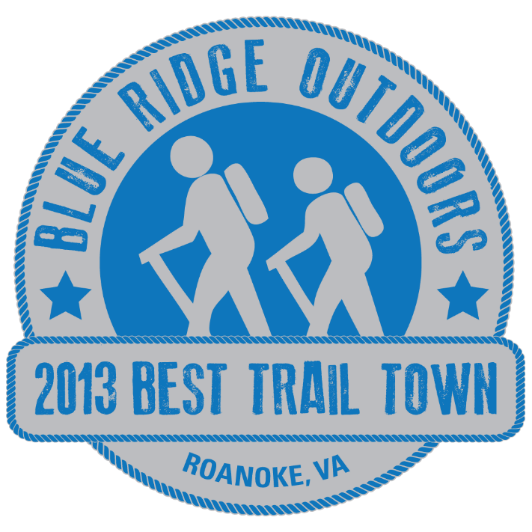 BLUE RIDGE OUTDOORS
2013 BEST TRAIL TOWN
ROANOKE, VA